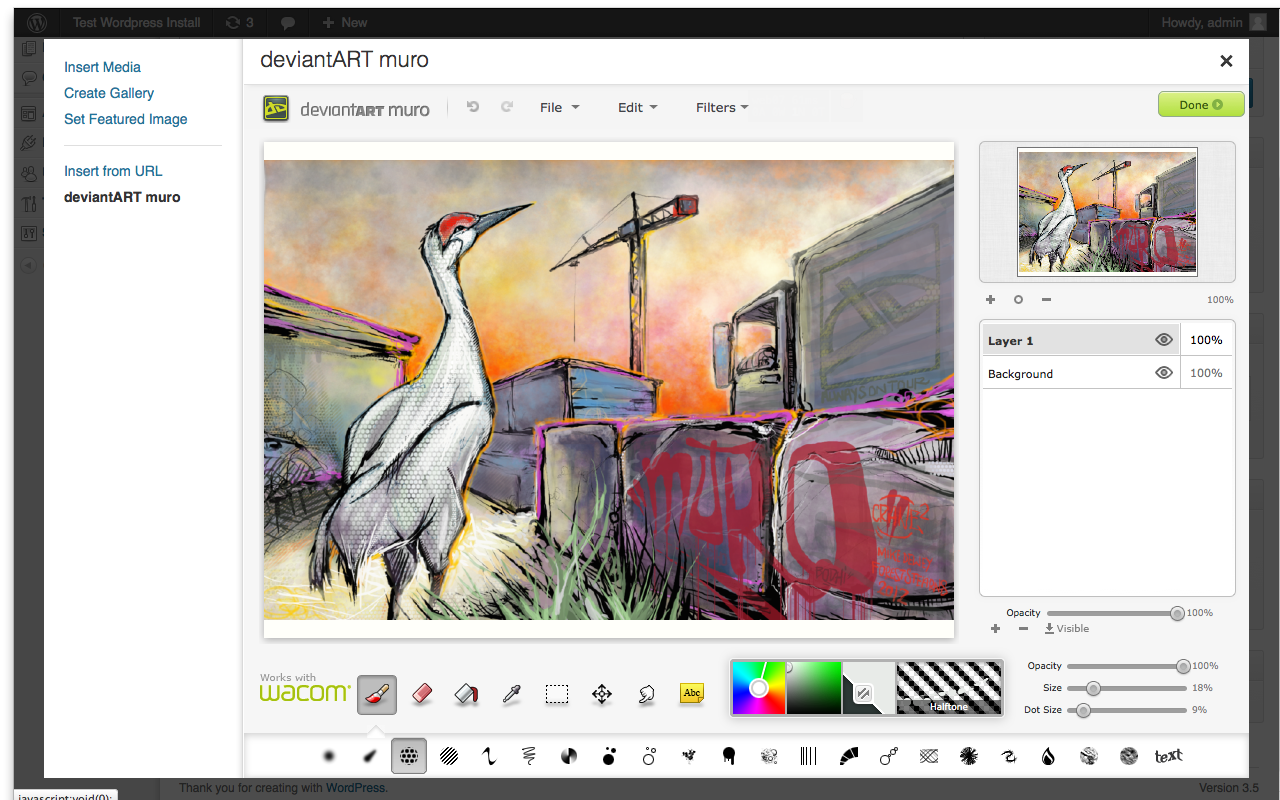 Test Wordpress Install
3
New
Howdy, admin
Insert Media
Create Gallery
Set Featured Image
Insert from URL
deviantART muro
deviantART muro
deviantART muro
File
Edit
Filters
Done
MURO
100%
Layer 1
100%
Background
100%
Opacity
100%
Visible
Works with
wacom
Abc
Halftone
Opacity
100%
Size
18%
Dot Size
9%
text
Thank you for creating with WordPress.
Version 3.5
javascript:void(0);